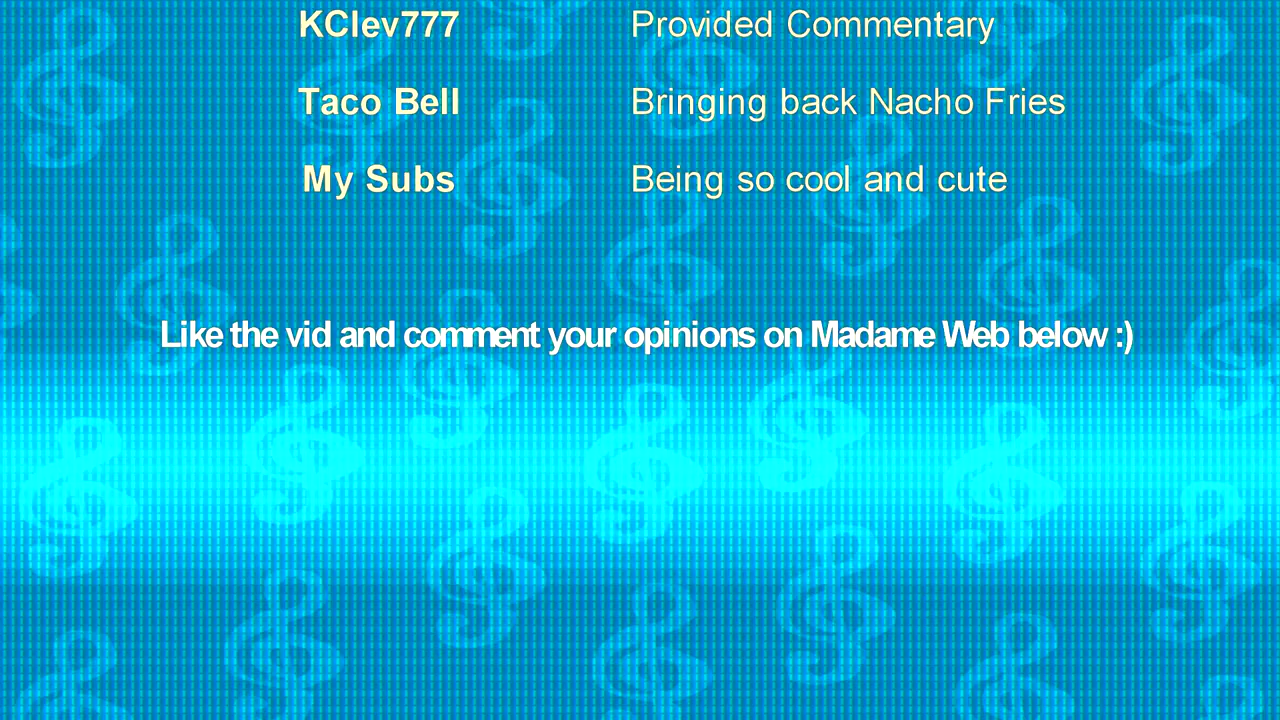 KClev777 Provided Commentary
Taco Bell Bringing back Nacho Fries
My Subs Being so cool and cute
Like the vid and comment your opinions on Madame Web below :)